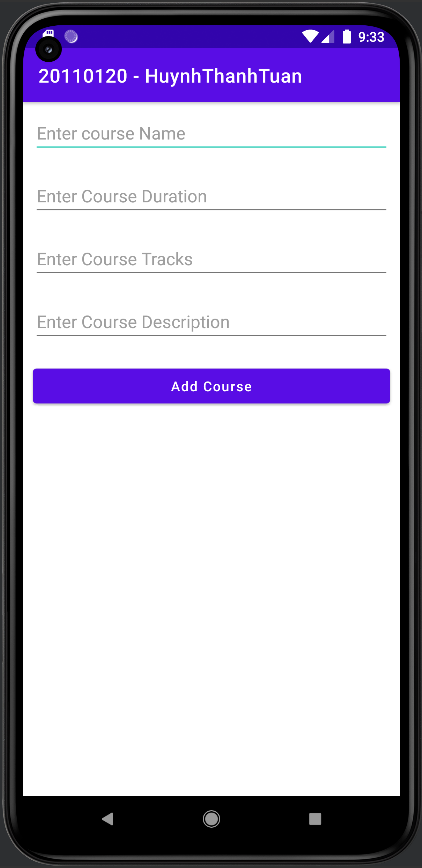 9:33
20110120 - HuynhThanhTuan
Enter course Name
Enter Course Duration
Enter Course Tracks
Enter Course Description
Add Course